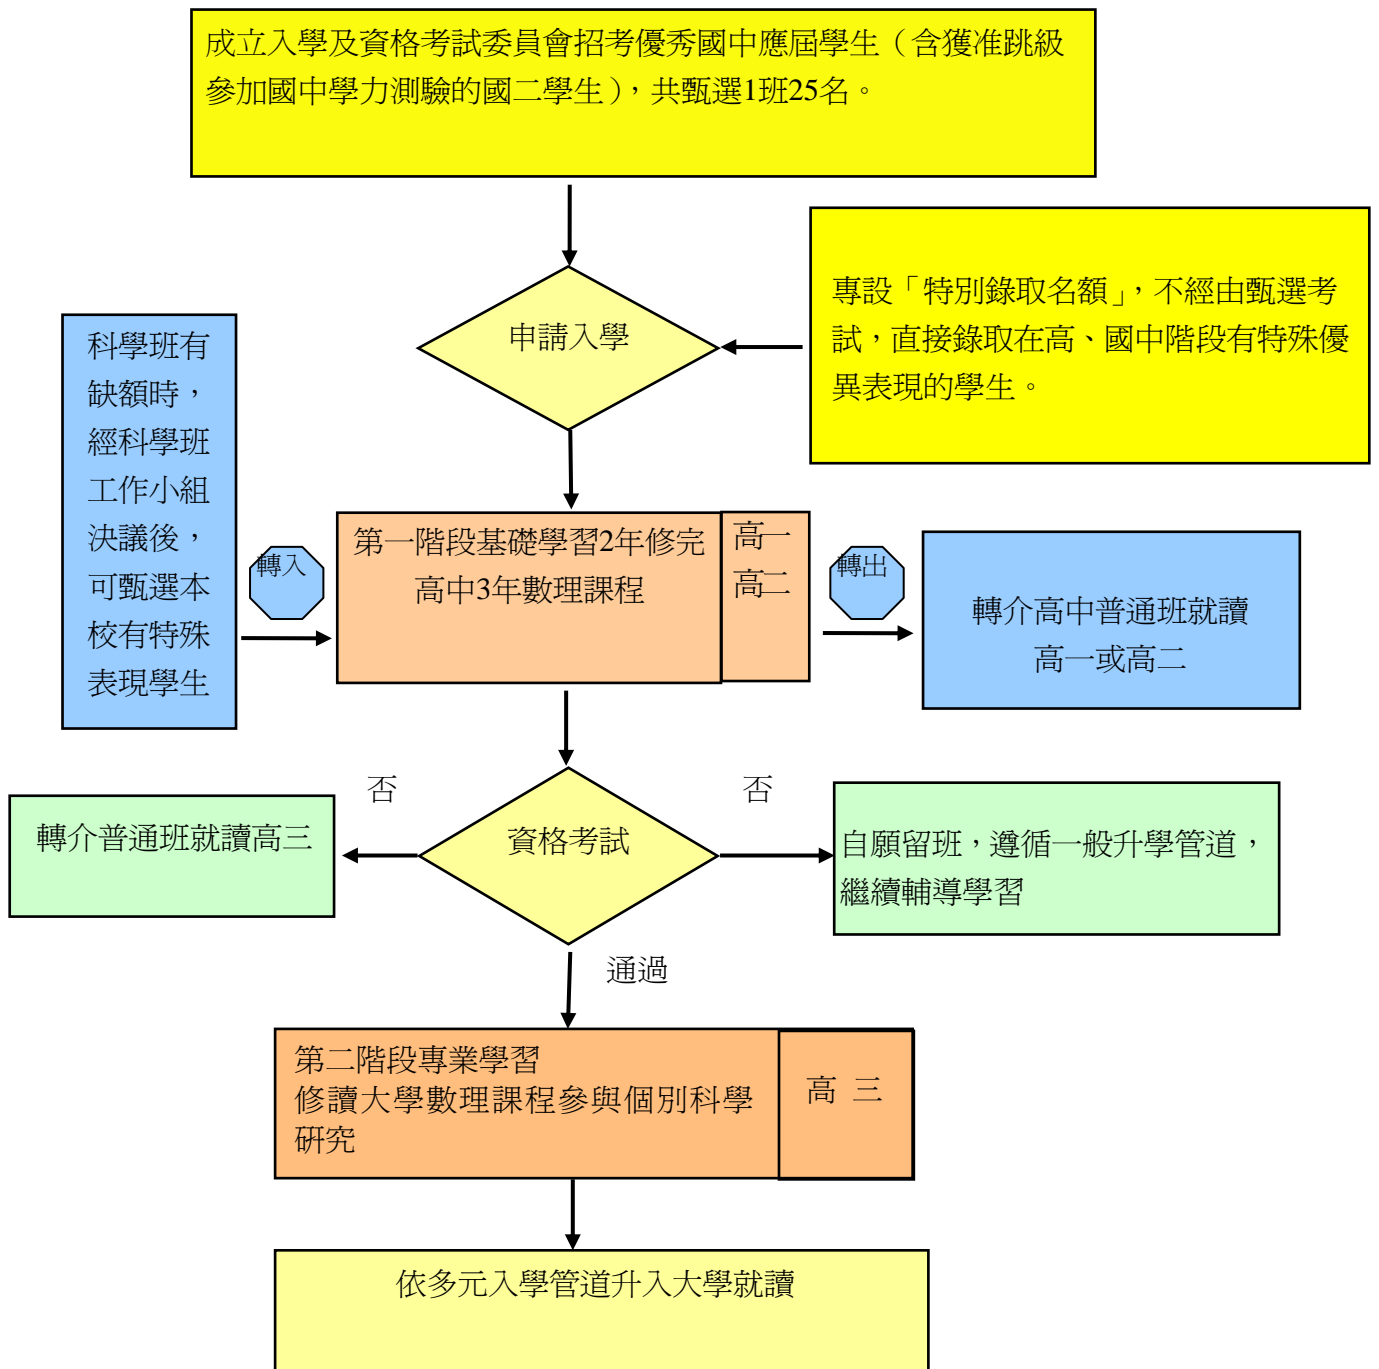 成立入學及資格考試委員會招考優秀國中應屆學生（含獲准跳級
參加國中學力測驗的國二學生），共甄選1班25名。
專設「特別錄取名額」，不經由甄選考
試，直接錄取在高、國中階段有特殊優
異表現的學生。
申請入學
科學班有
缺額時，
經科學班
工作小組
決議後，
可甄選本
校有特殊
表現學生
轉入
第一階段基礎學習2年修完
高中3年數理課程
高一
高二
轉出
轉介高中普通班就讀
高一或高二
否
否
轉介普通班就讀高三
資格考試
自願留班，遵循一般升學管道，
繼續輔導學習
通過
第二階段專業學習
修讀大學數理課程參與個別科學
研究
高 三
依多元入學管道升入大學就讀